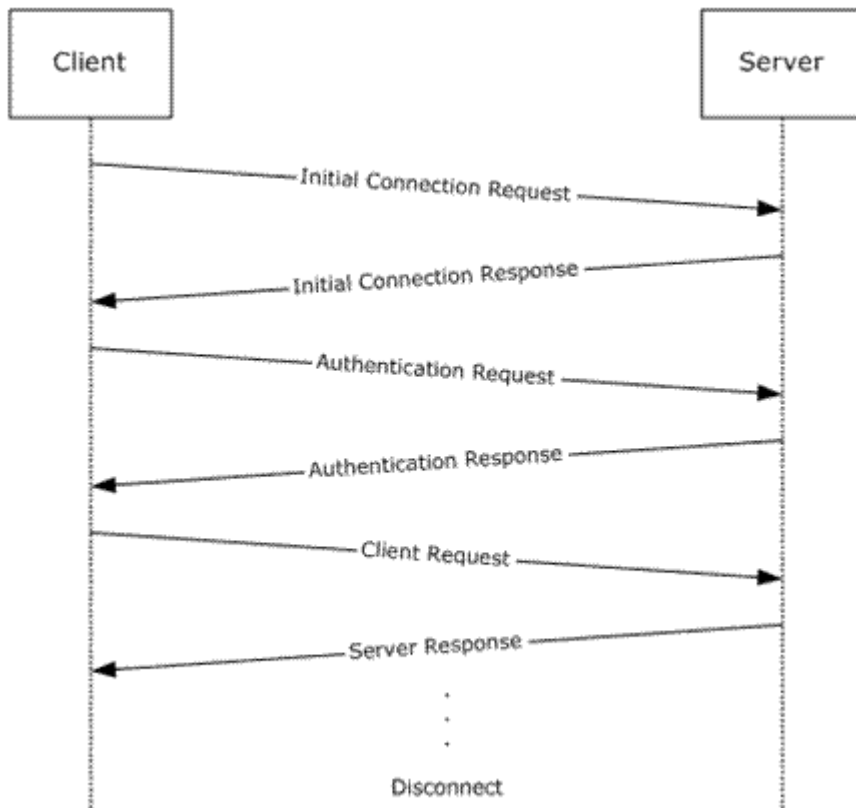 Client
Server
Initial Connection Request
Initial Connection Response
Authentication Request
Authentication Response
Client Request
Server Response
Disconnect